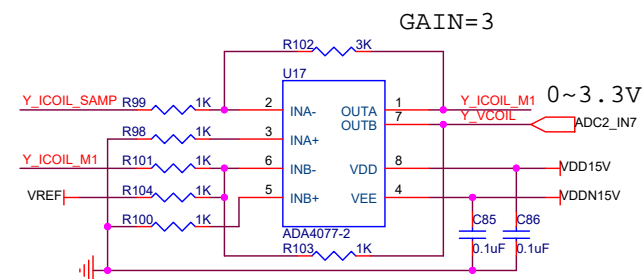 GAIN=3
R102 3K
U17
0~3.3V
Y_ICOIL_SAMP R99 1K 2 INA- OUTA 1 Y_ICOIL_M1
OUTB 7 Y_VCOIL ADC2_IN7
R98 1K 3 INA+
Y_ICOIL_M1 R101 1K 6 INB- VDD 8 VDD15V
VREF R104 1K 5 INB+ VEE 4 VDDN15V
R100 1K
ADA4077-2
C85 C86
R103 1K 0.1uF 0.1uF